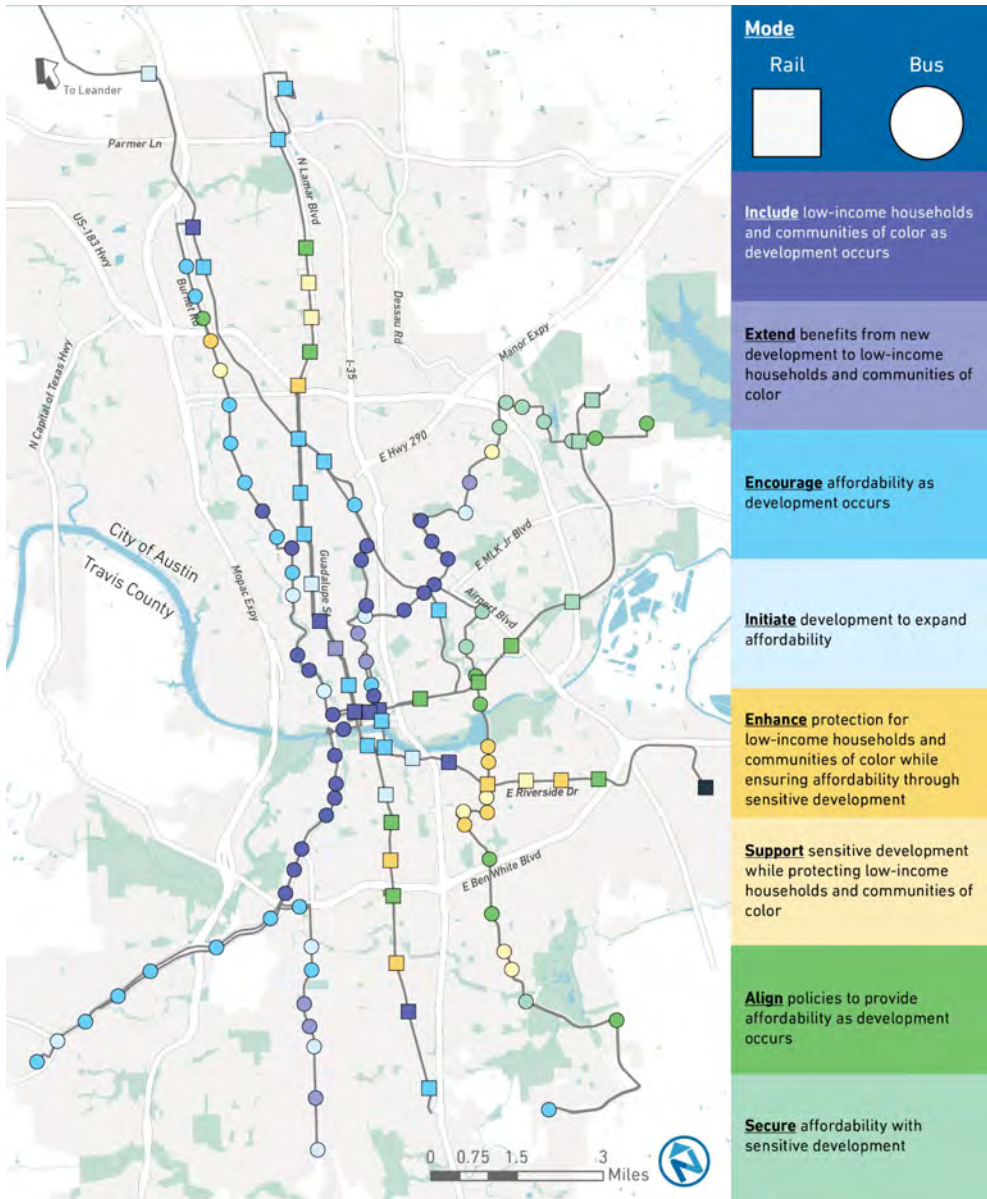 To Leander
Parmer Ln
N Lamar Blvd
US-183 Hwy
Burnet Rd
Dessau Rd
I-35
Manor Expy
N Capital of Texas Hwy
E Hwy 290
City of Austin
Travis County
Mopac Expy
Guadalupe St
E MLK Jr Blvd
Airport Blvd
E Riverside Dr
E Ben White Blvd
0 0.75 1.5 3
Miles
N
Mode
Rail Bus
Include low-income households
and communities of color as
development occurs
Extend benefits from new
development to low-income
households and communities of
color
Encourage affordability as
development occurs
Initiate development to expand
affordability
Enhance protection for
low-income households and
communities of color while
ensuring affordability through
sensitive development
Support sensitive development
while protecting low-income
households and communities of
color
Align policies to provide
affordability as development
occurs
Secure affordability with
sensitive development